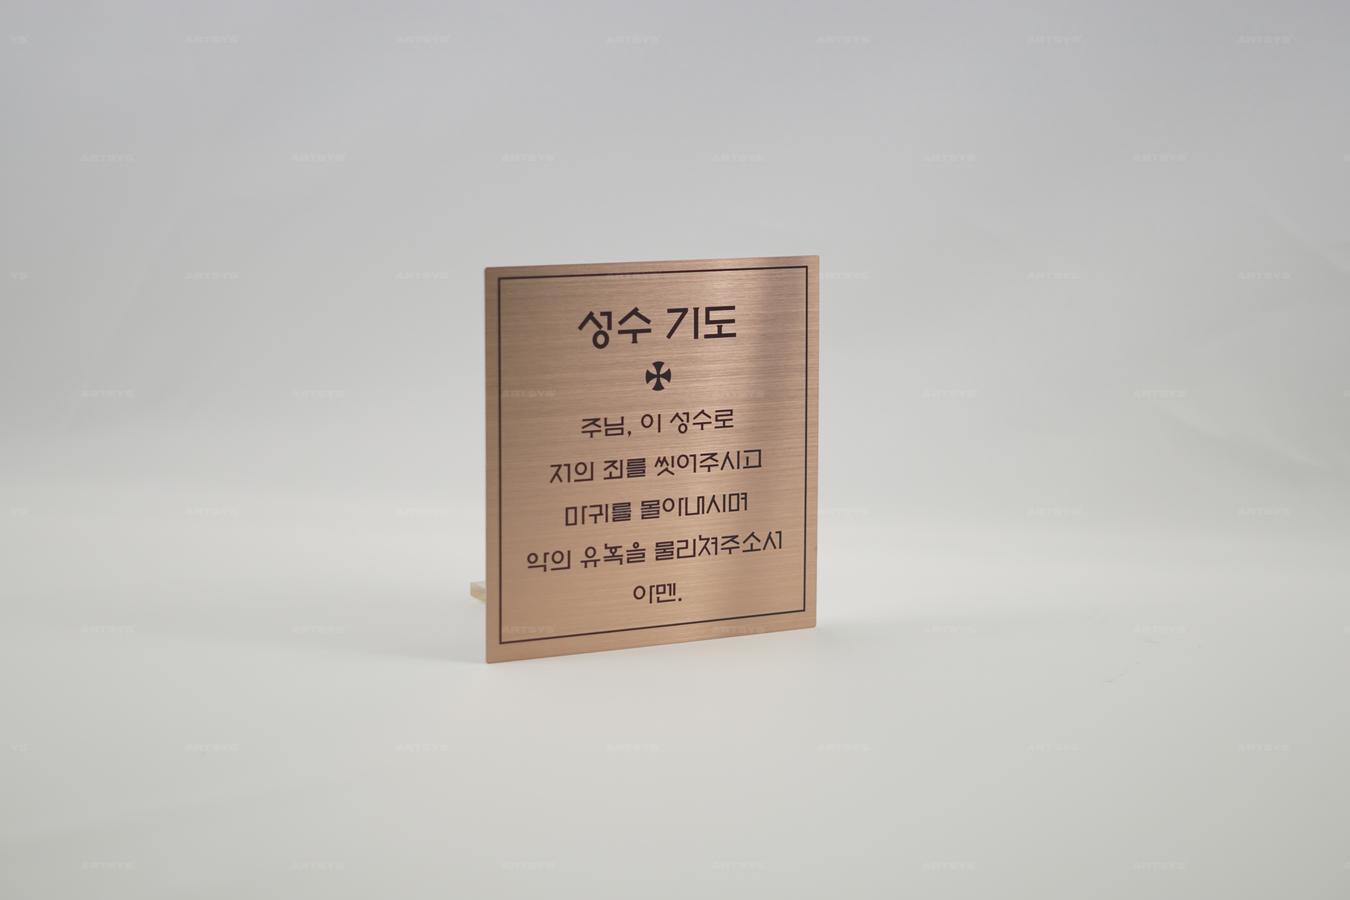 성수 기도
주님, 이 성수로
저의 죄를 씻어주시고
마귀를 몰아내시며
악의 유혹을 물리쳐주소서
아멘.
ARTSYS